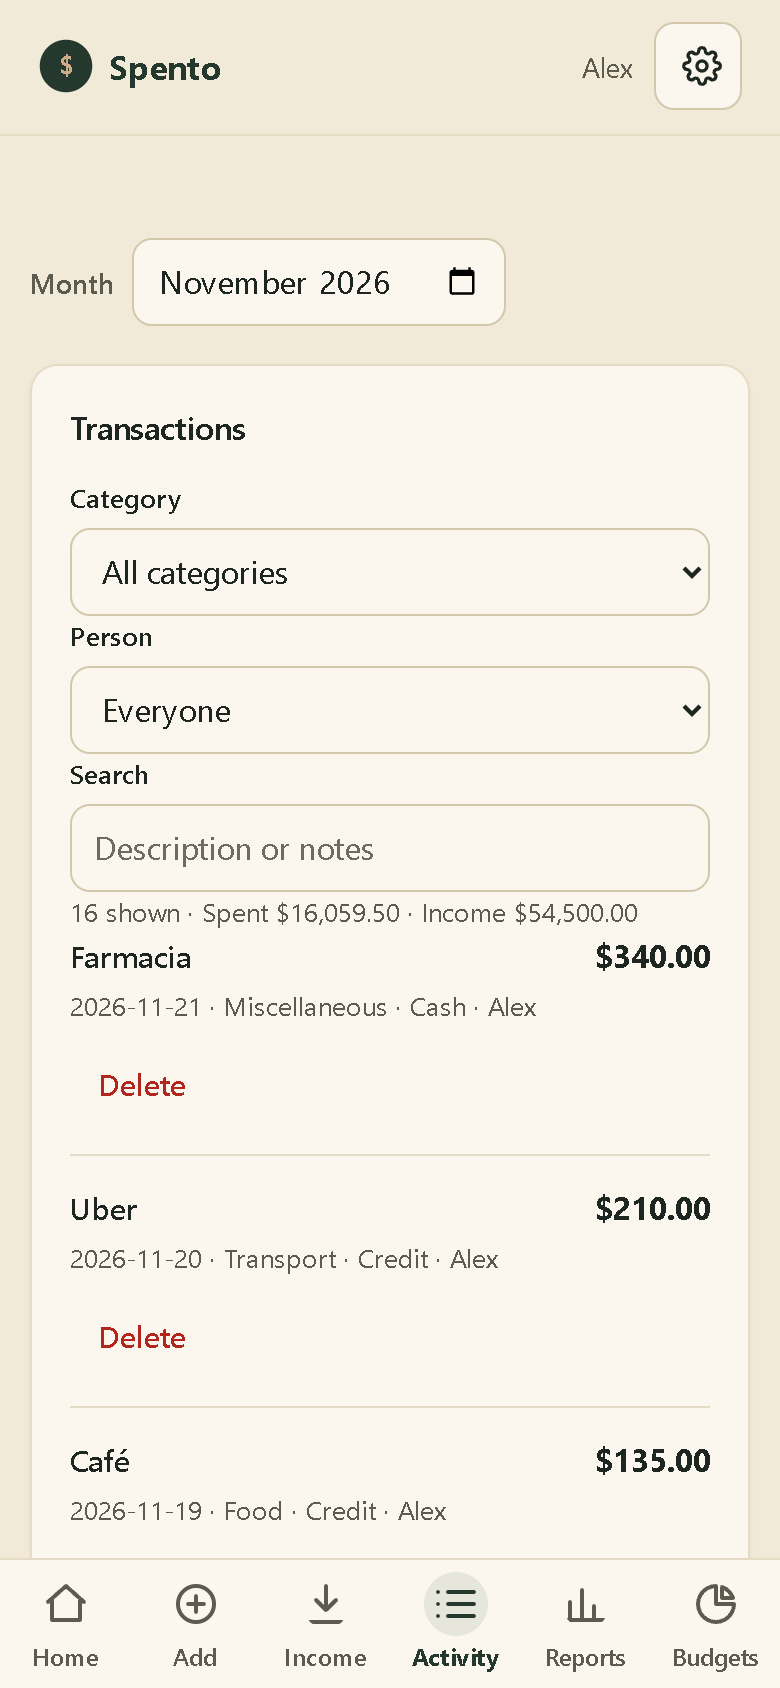 $ Spento
Alex
Month
November 2026
Transactions
Category
All categories
Person
Everyone
Search
Description or notes
16 shown · Spent $16,059.50 · Income $54,500.00
Farmacia $340.00
2026-11-21 · Miscellaneous · Cash · Alex
Delete
Uber $210.00
2026-11-20 · Transport · Credit · Alex
Delete
Café $135.00
2026-11-19 · Food · Credit · Alex
Home Add Income Activity Reports Budgets